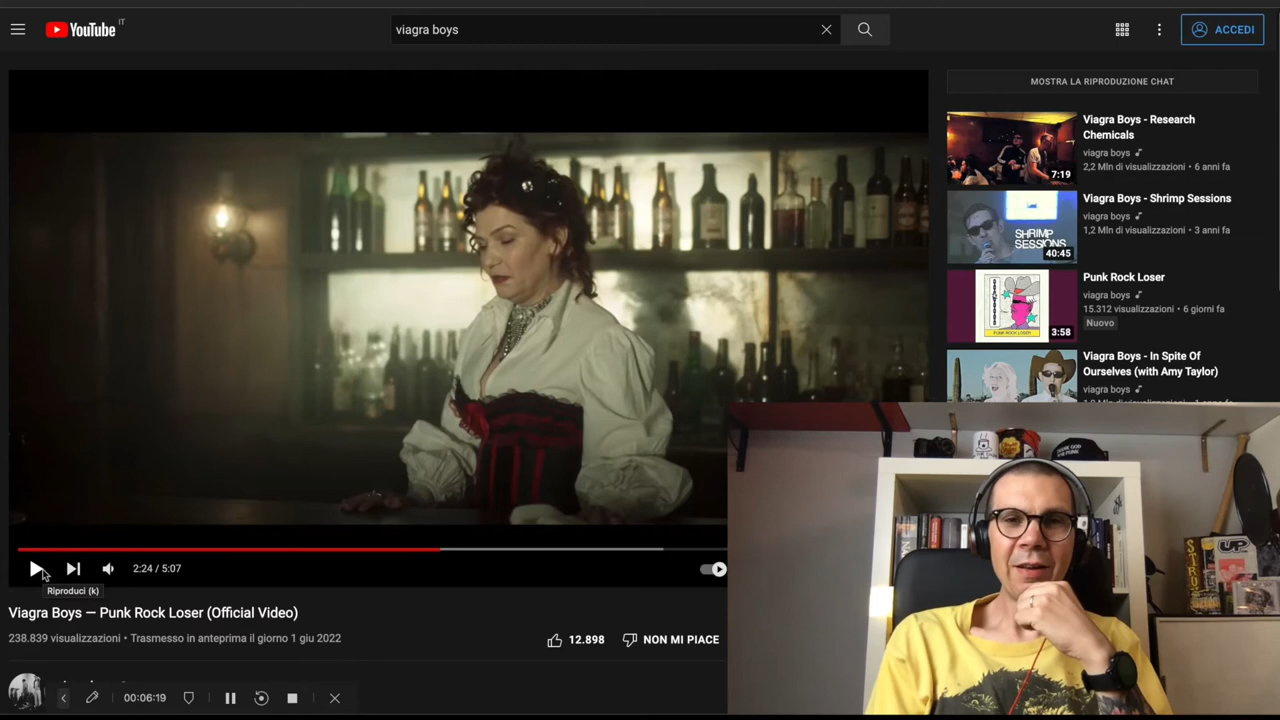 YouTube IT
viagra boys
ACCEDI
MOSTRA LA RIPRODUZIONE CHAT
Viagra Boys - Research
Chemicals
viagra boys
2,2 Mln di visualizzazioni • 6 anni fa
7:19
Viagra Boys - Shrimp Sessions
viagra boys
1,2 Mln di visualizzazioni • 3 anni fa
SHRIMP
SESSIONS
40:45
Punk Rock Loser
viagra boys
15.312 visualizzazioni • 6 giorni fa
Nuovo
PUNK ROCK LOSER
3:58
Viagra Boys - In Spite Of
Ourselves (with Amy Taylor)
viagra boys
2:24 / 5:07
Riproduci (k)
Viagra Boys — Punk Rock Loser (Official Video)
238.839 visualizzazioni • Trasmesso in anteprima il giorno 1 giu 2022
12.898
NON MI PIACE
00:06:19
UP